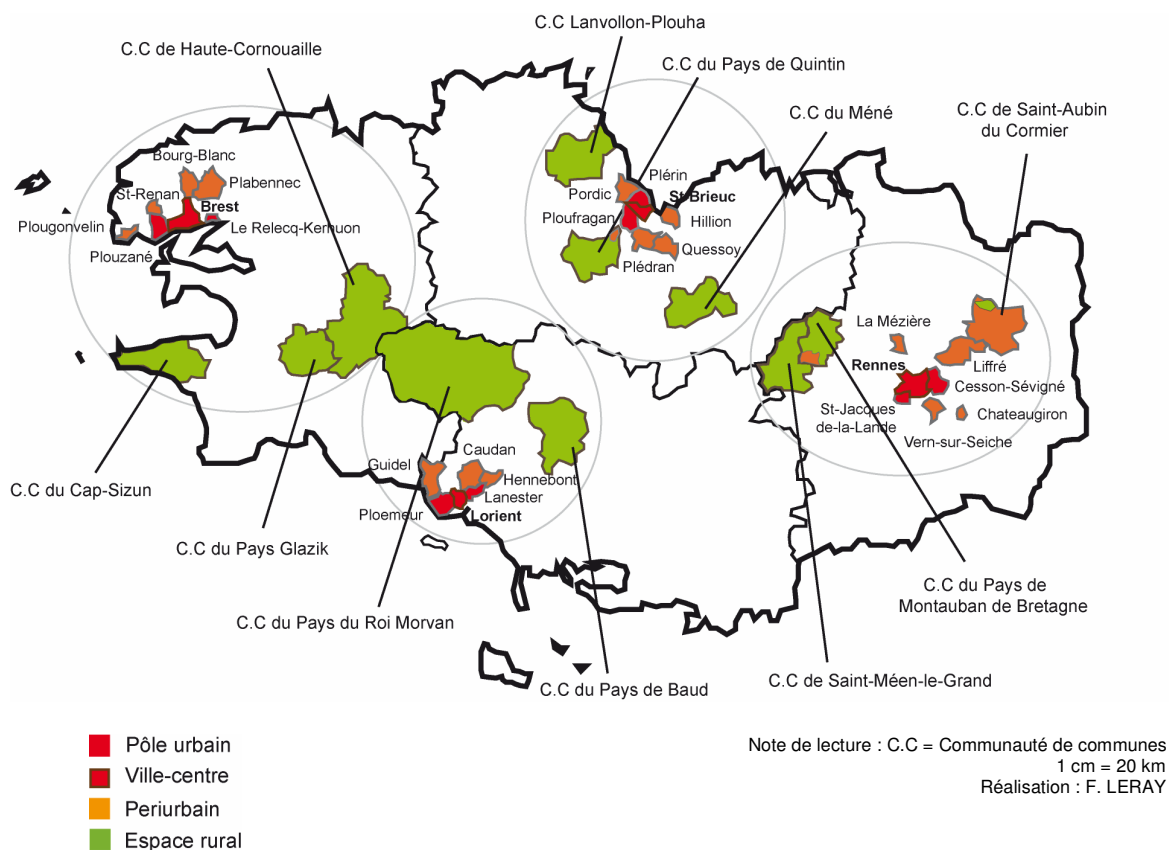 C.C Lanvollon-Plouha
C.C de Haute-Cornouaille
C.C du Pays de Quintin
C.C du Méné
C.C de Saint-Aubin
du Cormier
Bourg-Blanc
Plabennec
St-Renan
Brest
Plougonvelin
Le Relecq-Kerhuon
Plouzané
Plérin
Pordic
St-Brieuc
Ploufragan
Hillion
Quessoy
Plédran
La Mézière
Rennes
Liffré
Cesson-Sévigné
St-Jacques
de-la-Lande
Chateaugiron
Vern-sur-Seiche
Guidel
Caudan
Hennebont
Lanester
Ploemeur
Lorient
C.C du Cap-Sizun
C.C du Pays Glazik
C.C du Pays du Roi Morvan
C.C du Pays de Baud
C.C du Pays de
Montauban de Bretagne
C.C de Saint-Méen-le-Grand
Pôle urbain
Ville-centre
Periurbain
Espace rural
Note de lecture : C.C = Communauté de communes
1 cm = 20 km
Réalisation : F. LERAY